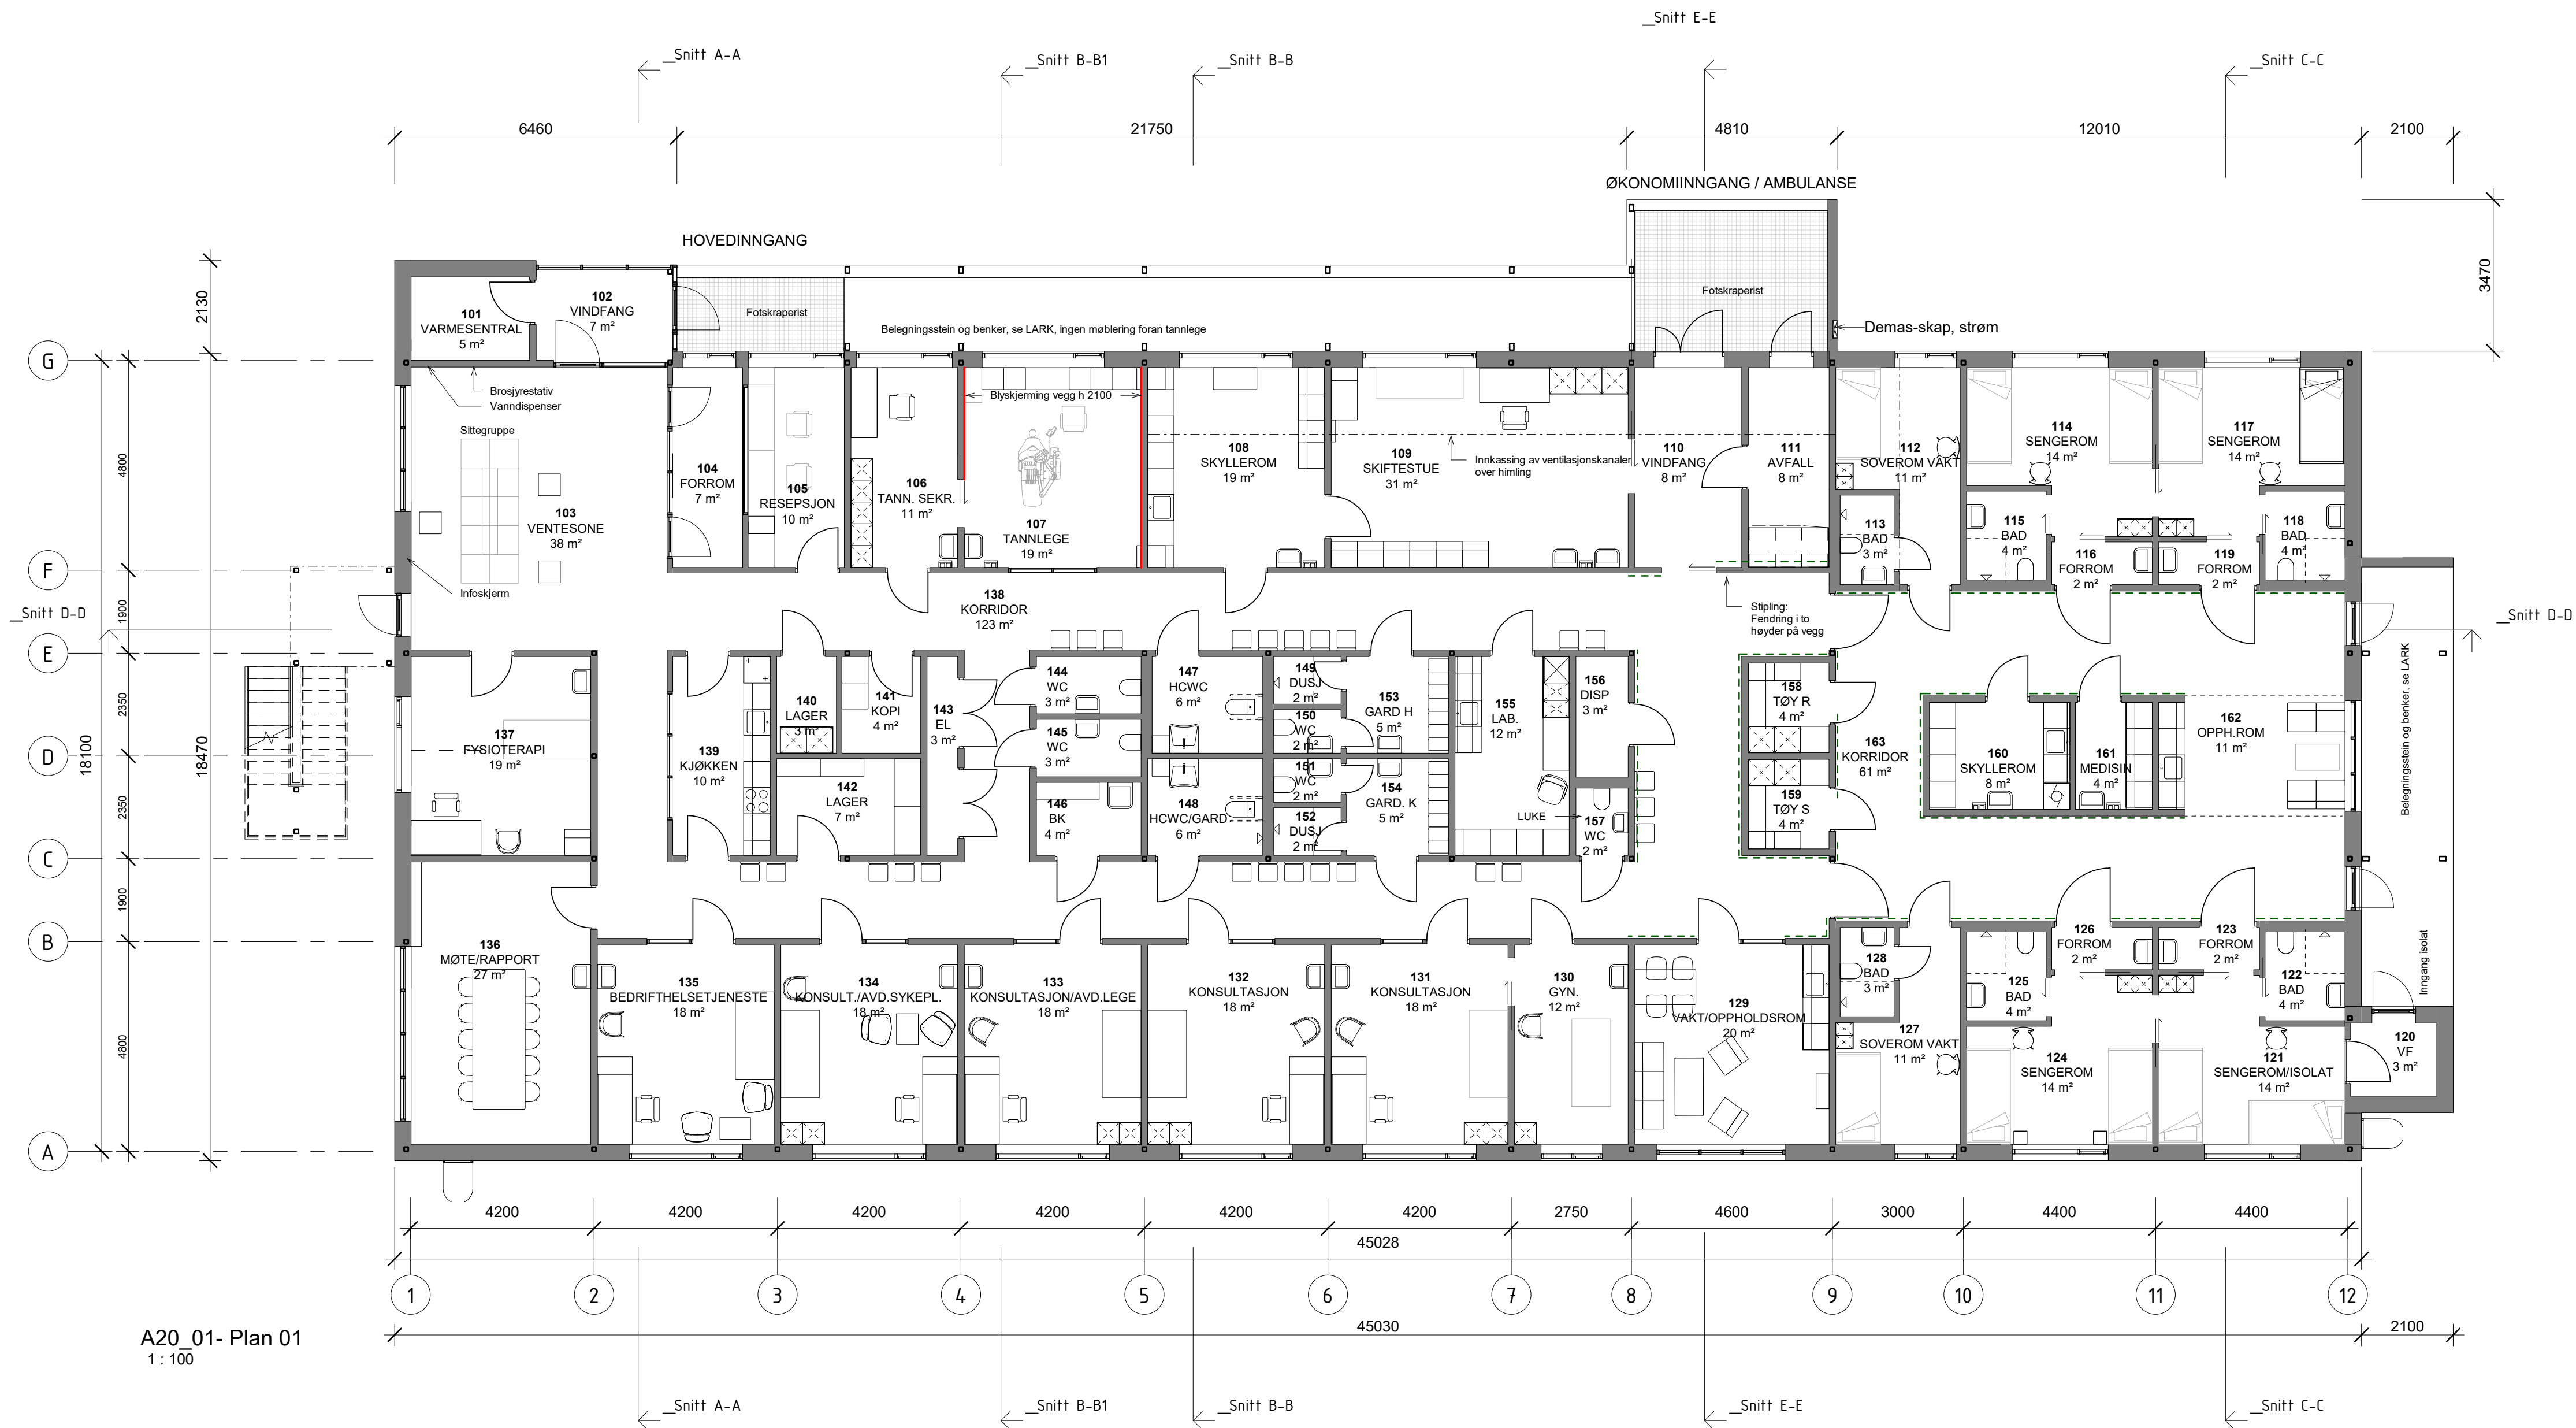 __Snitt E-E
__Snitt A-A
__Snitt B-B1
__Snitt B-B
__Snitt C-C
6460
21750
4810
12010
2100
ØKONOMIINNGANG / AMBULANSE
HOVEDINNGANG
2130
3470
101
VARMESENTRAL
5 m²
102
VINDFANG
7 m²
Fotskraperist
Fotskraperist
Belegningsstein og benker, se LARK, ingen møblering foran tannlege
Demas-skap, strøm
G
Brosjyrestativ
Vanndispenser
Sittegruppe
Blyskjerming vegg h 2100
4800
103
VENTESONE
38 m²
104
FORROM
7 m²
105
RESEPSJON
10 m²
106
TANN. SEKR.
11 m²
107
TANNLEGE
19 m²
108
SKYLLEROM
19 m²
109
SKIFTESTUE
31 m²
Innkassing av ventilasjonskanaler
over himling
110
VINDFANG
8 m²
111
AVFALL
8 m²
112
SOVEROM VAKT
11 m²
113
BAD
3 m²
114
SENGEROM
14 m²
115
BAD
4 m²
116
FORROM
2 m²
117
SENGEROM
14 m²
118
BAD
4 m²
119
FORROM
2 m²
F
Infoskjerm
1900
__Snitt D-D
138
KORRIDOR
123 m²
Stipling:
Fendring i to
høyder på vegg
__Snitt D-D
E
18100
18470
2350
137
FYSIOTERAPI
19 m²
139
KJØKKEN
10 m²
140
LAGER
3 m²
141
KOPI
4 m²
142
LAGER
7 m²
143
EL
3 m²
144
WC
3 m²
145
WC
3 m²
146
BK
4 m²
147
HCWC
6 m²
148
HCWC/GARD
6 m²
149
DUSJ
2 m²
150
WC
2 m²
151
WC
2 m²
152
DUSJ
2 m²
153
GARD H
5 m²
154
GARD. K
5 m²
155
LAB.
12 m²
156
DISP
3 m²
LUKE
157
WC
2 m²
158
TØY R
4 m²
159
TØY S
4 m²
163
KORRIDOR
61 m²
160
SKYLLEROM
8 m²
161
MEDISIN
4 m²
162
OPPH.ROM
11 m²
Belegningsstein og benker, se LARK
D
2350
C
1900
B
136
MØTE/RAPPORT
27 m²
135
BEDRIFTHELSETJENESTE
18 m²
134
KONSULT./AVD.SYKEPL.
18 m²
133
KONSULTASJON/AVD.LEGE
18 m²
132
KONSULTASJON
18 m²
131
KONSULTASJON
18 m²
130
GYN.
12 m²
129
VAKT/OPPHOLDSROM
20 m²
128
BAD
3 m²
127
SOVEROM VAKT
11 m²
126
FORROM
2 m²
125
BAD
4 m²
124
SENGEROM
14 m²
123
FORROM
2 m²
122
BAD
4 m²
121
SENGEROM/ISOLAT
14 m²
Inngang isolat
120
VF
3 m²
4800
A
4200
4200
4200
4200
4200
4200
2750
4600
3000
4400
4400
45028
1
2
3
4
5
6
7
8
9
10
11
12
45030
2100
A20_01- Plan 01
1 : 100
__Snitt A-A
__Snitt B-B1
__Snitt B-B
__Snitt E-E
__Snitt C-C